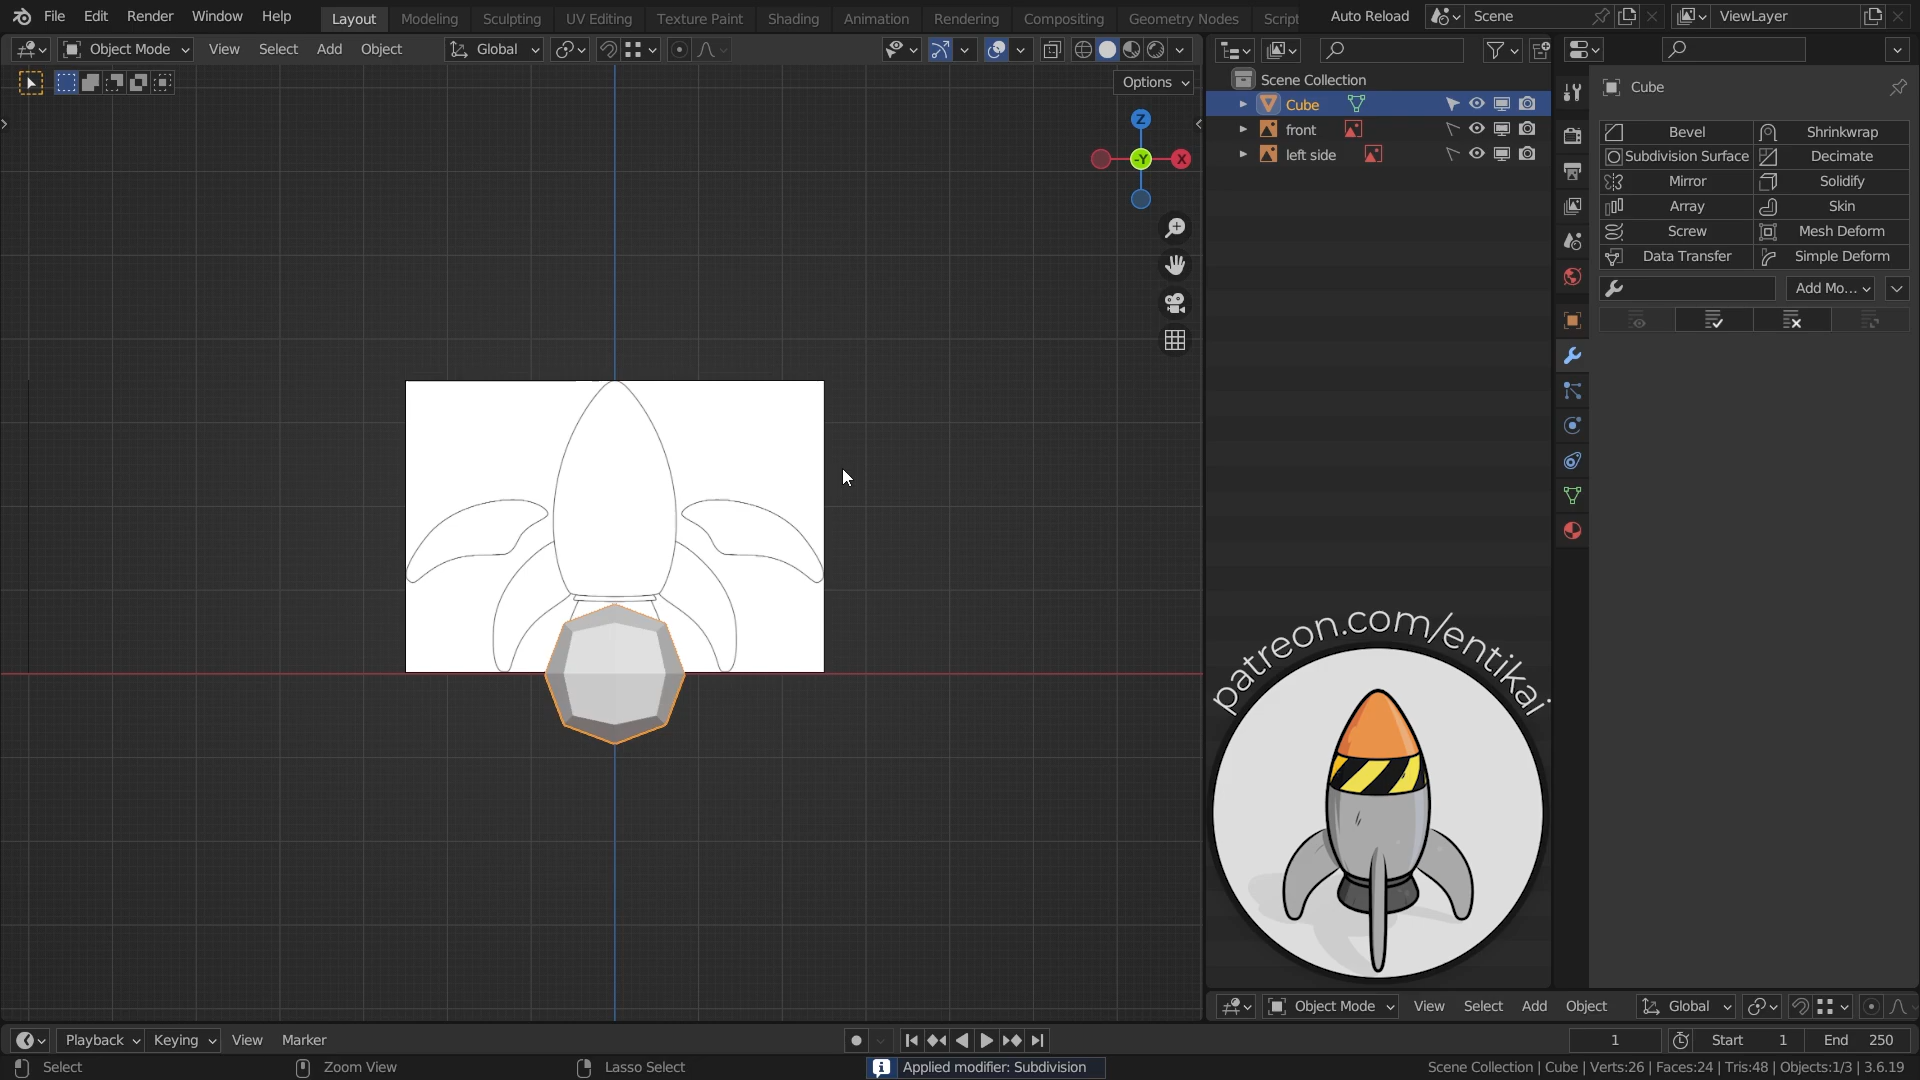 File Edit Render Window Help Layout Modeling Sculpting UV Editing Texture Paint Shading Animation Rendering Compositing Geometry Nodes Script Auto Reload Scene ViewLayer
Object Mode View Select Add Object Global
Options
Z
-Y X
Scene Collection
Cube
front
left side
Cube
Bevel Shrinkwrap
Subdivision Surface Decimate
Mirror Solidify
Array Skin
Screw Mesh Deform
Data Transfer Simple Deform
Add Mo...
patreon.com/entikai
Object Mode View Select Add Object Global
Playback Keying View Marker 1 Start 1 End 250
Select Zoom View Lasso Select Applied modifier: Subdivision Scene Collection | Cube | Verts:26 | Faces:24 | Tris:48 | Objects:1/3 | 3.6.19